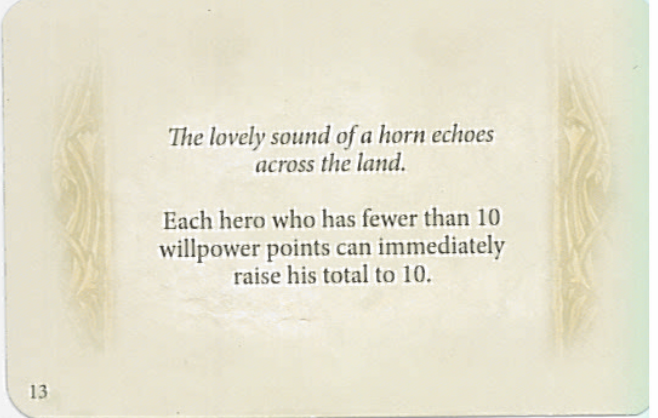 The lovely sound of a horn echoes
across the land.
Each hero who has fewer than 10
willpower points can immediately
raise his total to 10.
13